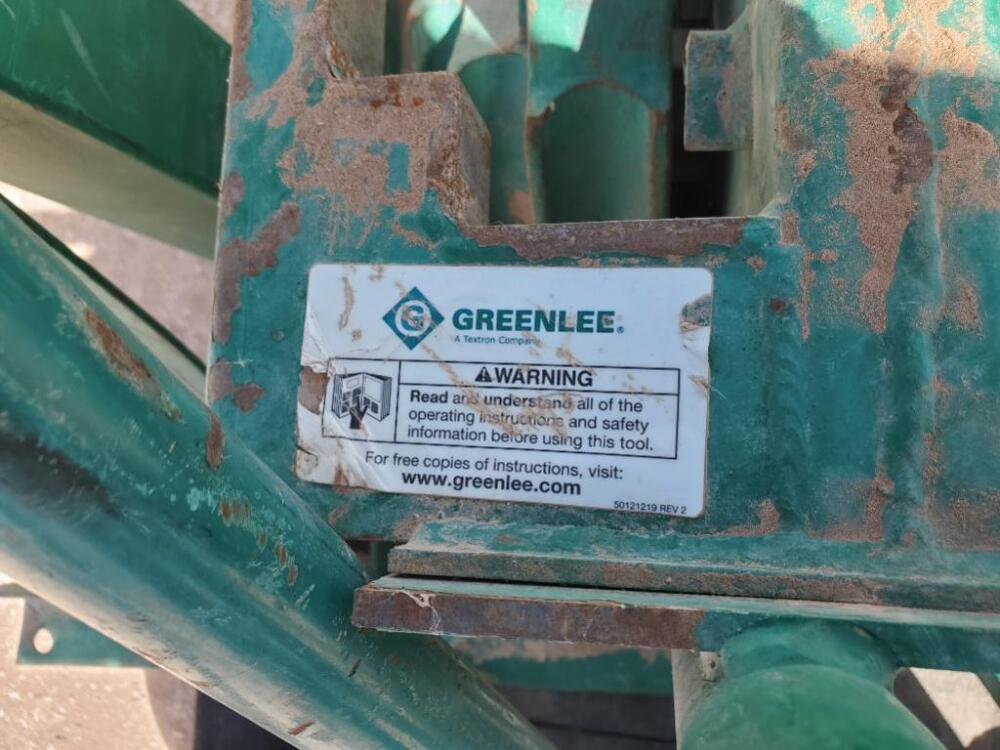 G
GREENLEE®
A Textron Company
⚠WARNING
Read and understand all of the
operating instructions and safety
information before using this tool.
For free copies of instructions, visit:
www.greenlee.com
50121219 REV 2